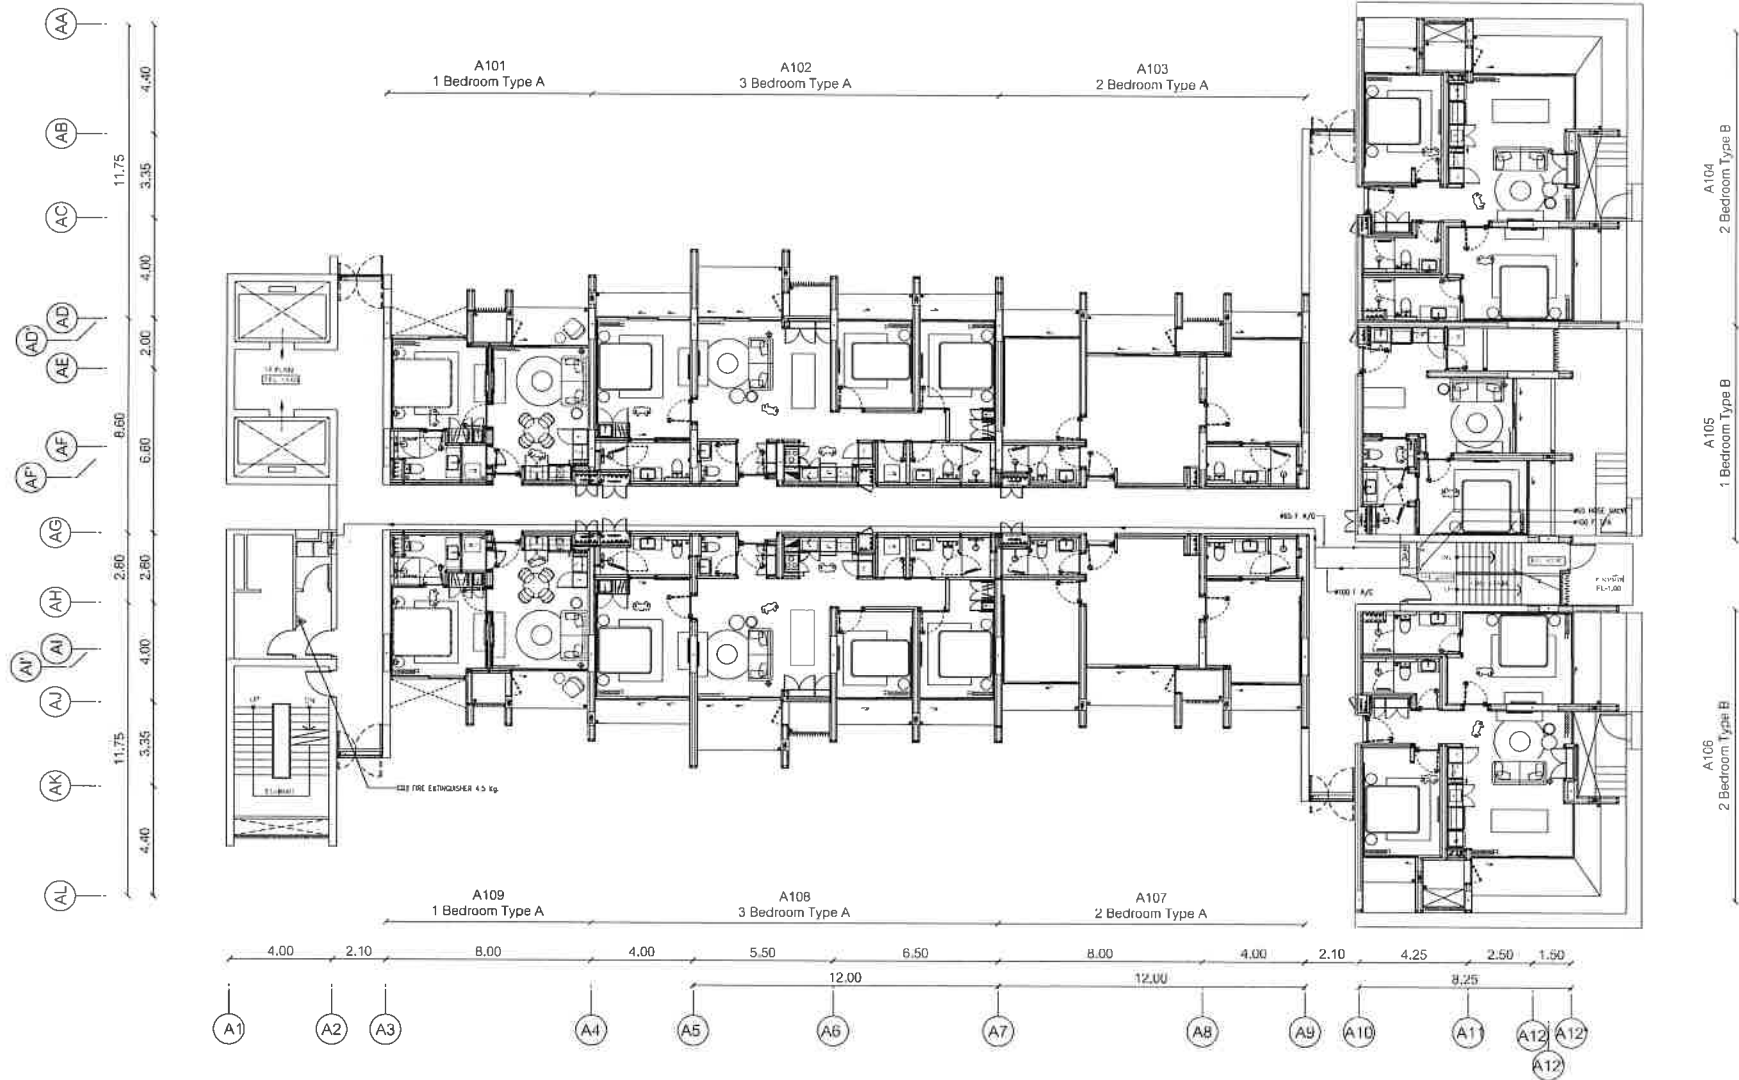 A101
1 Bedroom Type A
A102
3 Bedroom Type A
A103
2 Bedroom Type A
A104
2 Bedroom Type B
A105
1 Bedroom Type B
A106
2 Bedroom Type B
AA
AB
AC
AD
AD'
AE
AF
AF'
AG
AH
AI
AI'
AJ
AK
AL
4.40
3.35
4.00
2.00
6.60
2.80
4.00
3.35
4.40
11.75
8.60
2.80
11.75
FIRE EXTINGUISHER 4.5 Kg.
A109
1 Bedroom Type A
A108
3 Bedroom Type A
A107
2 Bedroom Type A
4.00
2.10
8.00
4.00
5.50
6.50
8.00
4.00
2.10
4.25
2.50
1.50
12.00
12.00
8.25
A1
A2
A3
A4
A5
A6
A7
A8
A9
A10
A11
A12
A12"
A12'